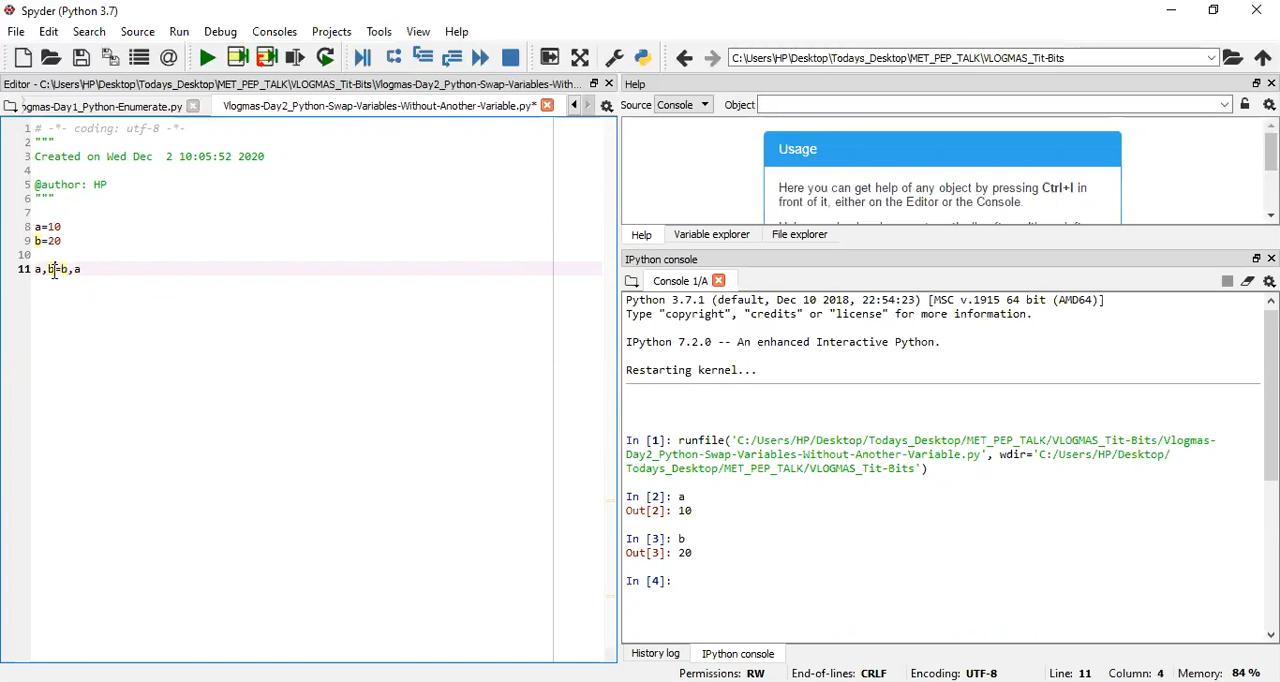 Spyder (Python 3.7)
File Edit Search Source Run Debug Consoles Projects Tools View Help
C:\Users\HP\Desktop\Todays_Desktop\MET_PEP_TALK\VLOGMAS_Tit-Bits
Editor - C:\Users\HP\Desktop\Todays_Desktop\MET_PEP_TALK\VLOGMAS_Tit-Bits\Vlogmas-Day2_Python-Swap-Variables-With...
ogmas-Day1_Python-Enumerate.py Vlogmas-Day2_Python-Swap-Variables-Without-Another-Variable.py*
1 # -*- coding: utf-8 -*-
2 """
3 Created on Wed Dec  2 10:05:52 2020
4
5 @author: HP
6 """
7
8 a=10
9 b=20
10
11 a,b=b,a
Help
Source Console Object
Usage
Here you can get help of any object by pressing Ctrl+I in
front of it, either on the Editor or the Console.
Help Variable explorer File explorer
IPython console
Console 1/A
Python 3.7.1 (default, Dec 10 2018, 22:54:23) [MSC v.1915 64 bit (AMD64)]
Type "copyright", "credits" or "license" for more information.
IPython 7.2.0 -- An enhanced Interactive Python.
Restarting kernel...
In [1]: runfile('C:/Users/HP/Desktop/Todays_Desktop/MET_PEP_TALK/VLOGMAS_Tit-Bits/Vlogmas-
Day2_Python-Swap-Variables-Without-Another-Variable.py', wdir='C:/Users/HP/Desktop/
Todays_Desktop/MET_PEP_TALK/VLOGMAS_Tit-Bits')
In [2]: a
Out[2]: 10
In [3]: b
Out[3]: 20
In [4]:
History log IPython console
Permissions: RW End-of-lines: CRLF Encoding: UTF-8 Line: 11 Column: 4 Memory: 84 %